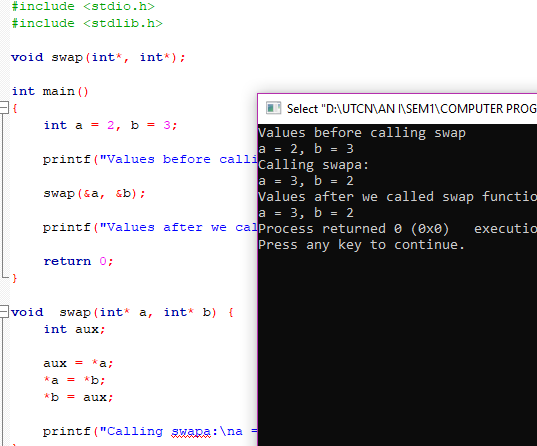 #include <stdio.h>
#include <stdlib.h>
void swap(int*, int*);
int main()
{
int a = 2, b = 3;
printf("Values before calli
swap(&a, &b);
printf("Values after we cal
return 0;
}
void  swap(int* a, int* b) {
int aux;
aux = *a;
*a = *b;
*b = aux;
printf("Calling swapa:\na =
Select "D:\UTCN\AN I\SEM1\COMPUTER PROG
Values before calling swap
a = 2, b = 3
Calling swapa:
a = 3, b = 2
Values after we called swap functio
a = 3, b = 2
Process returned 0 (0x0)   executio
Press any key to continue.